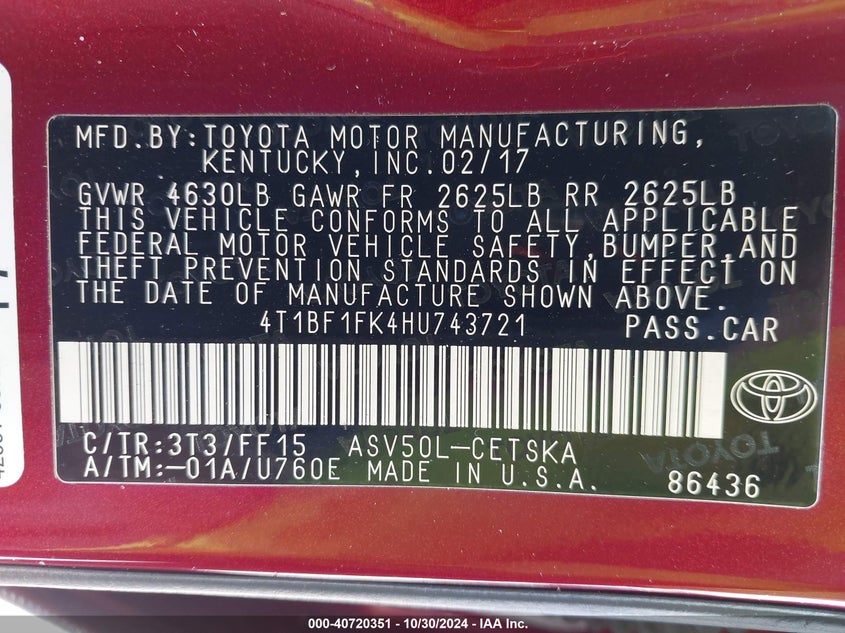 MFD.BY:TOYOTA MOTOR MANUFACTURING,
KENTUCKY,INC.02/17
GVWR 4630LB GAWR FR 2625LB RR 2625LB
THIS VEHICLE CONFORMS TO ALL APPLICABLE
FEDERAL MOTOR VEHICLE SAFETY,BUMPER,AND
THEFT PREVENTION STANDARDS IN EFFECT ON
THE DATE OF MANUFACTURE SHOWN ABOVE.
4T1BF1FK4HU743721 PASS.CAR
C/TR:3T3/FF15 ASV50L-CETSKA
A/TM:-01A/U760E MADE IN U.S.A. 86436
TOYOTA
000-40720351 - 10/30/2024 - IAA Inc.